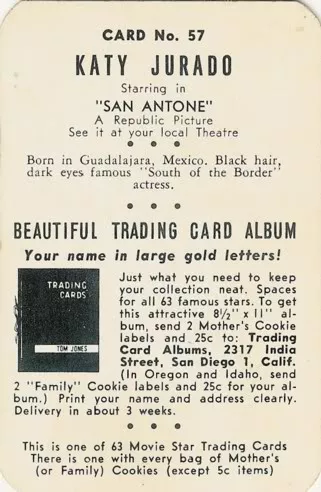 CARD No. 57
KATY JURADO
Starring in
"SAN ANTONE"
A Republic Picture
See it at your local Theatre
Born in Guadalajara, Mexico. Black hair,
dark eyes famous "South of the Border"
actress.
BEAUTIFUL TRADING CARD ALBUM
Your name in large gold letters!
TRADING
CARDS
TOM JONES
Just what you need to keep
your collection neat. Spaces
for all 63 famous stars. To get
this attractive 8½" x 11" al-
bum, send 2 Mother's Cookie
labels and 25c to: Trading
Card Albums, 2317 India
Street, San Diego 1, Calif.
(In Oregon and Idaho, send
2 "Family" Cookie labels and 25c for your al-
bum.) Print your name and address clearly.
Delivery in about 3 weeks.
This is one of 63 Movie Star Trading Cards
There is one with every bag of Mother's
(or Family) Cookies (except 5c items)